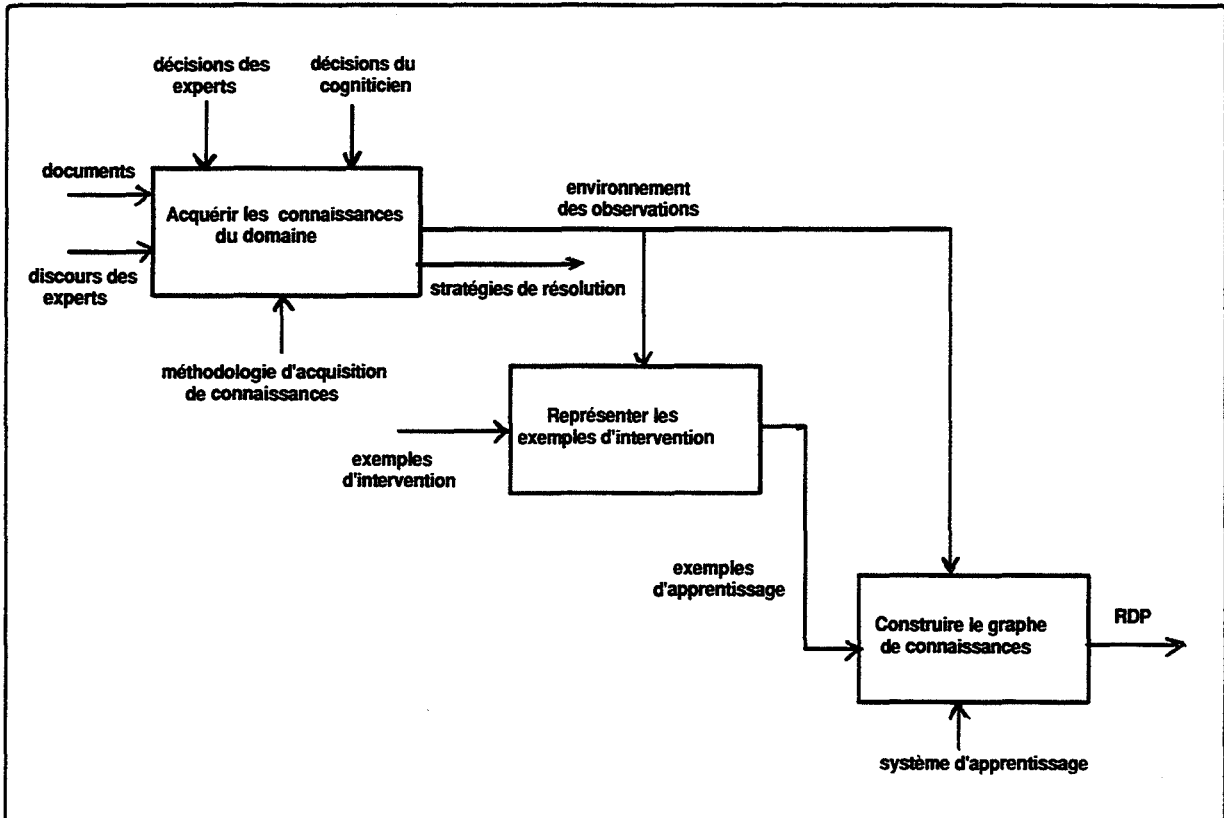 décisions des
experts
décisions du
cogniticien
documents
Acquérir les connaissances
du domaine
discours des
experts
environnement
des observations
stratégies de résolution
méthodologie d'acquisition
de connaissances
Représenter les
exemples d'intervention
exemples
d'intervention
exemples
d'apprentissage
Construire le graphe
de connaissances
RDP
système d'apprentissage